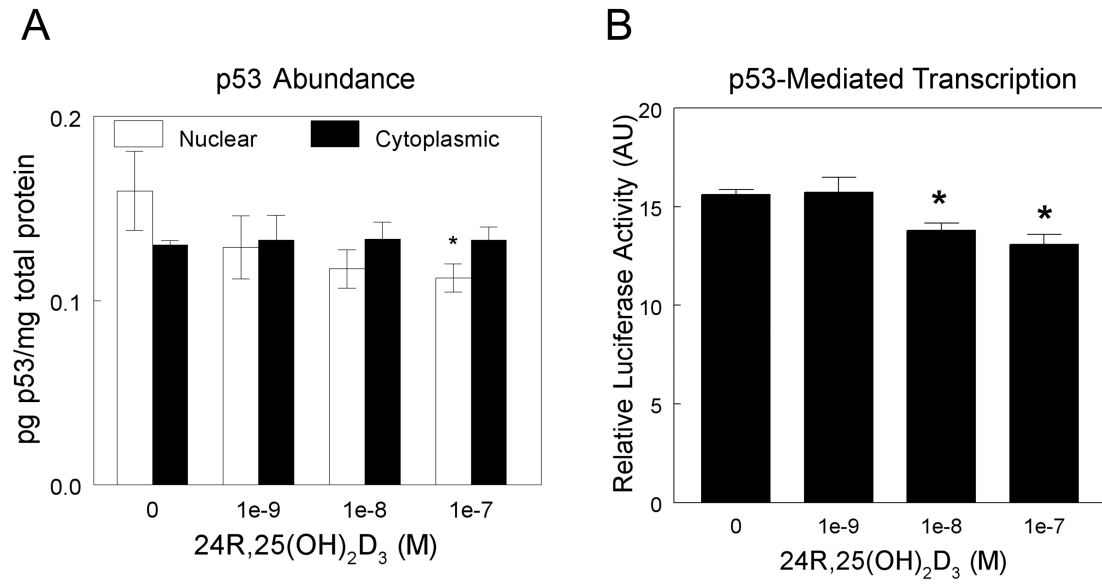 A
p53 Abundance
Nuclear
Cytoplasmic
pg p53/mg total protein
0.2
0.1
0.0
*
0
1e-9
1e-8
1e-7
24R,25(OH)₂D₃ (M)
B
p53-Mediated Transcription
Relative Luciferase Activity (AU)
20
15
10
5
0
*
*
0
1e-9
1e-8
1e-7
24R,25(OH)₂D₃ (M)